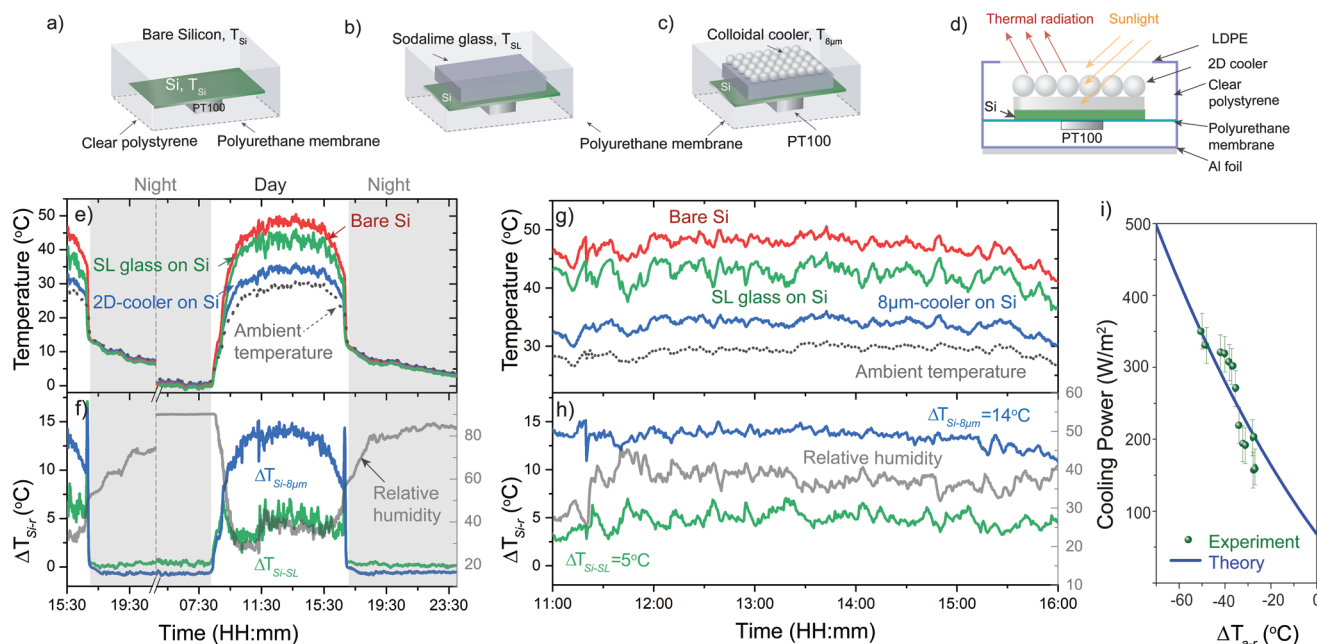 a)
Bare Silicon, T_Si
Si, T_Si
PT100
Clear polystyrene
Polyurethane membrane
b)
Sodalime glass, T_SL
Si
c)
Colloidal cooler, T_8μm
Si
Polyurethane membrane
PT100
d)
Thermal radiation
Sunlight
LDPE
2D cooler
Clear
polystyrene
Si
Polyurethane
membrane
PT100
Al foil
Night
Day
Night
e)
Temperature (°C)
50
40
30
20
10
0
Bare Si
SL glass on Si
2D-cooler on Si
Ambient
temperature
f)
ΔT_Si-r (°C)
15
10
5
0
80
60
40
20
ΔT_Si-8μm
Relative
humidity
ΔT_Si-SL
15:30
19:30
07:30
11:30
15:30
19:30
23:30
Time (HH:mm)
g)
Temperature (°C)
50
40
30
Bare Si
SL glass on Si
8μm-cooler on Si
Ambient temperature
h)
ΔT_Si-r (°C)
15
10
5
0
60
50
40
30
20
10
ΔT_Si-8μm=14°C
Relative humidity
ΔT_Si-SL=5°C
11:00
12:00
13:00
14:00
15:00
16:00
Time (HH:mm)
i)
Cooling Power (W/m²)
500
400
300
200
100
Experiment
Theory
-60
-40
-20
0
ΔT_a-r (°C)